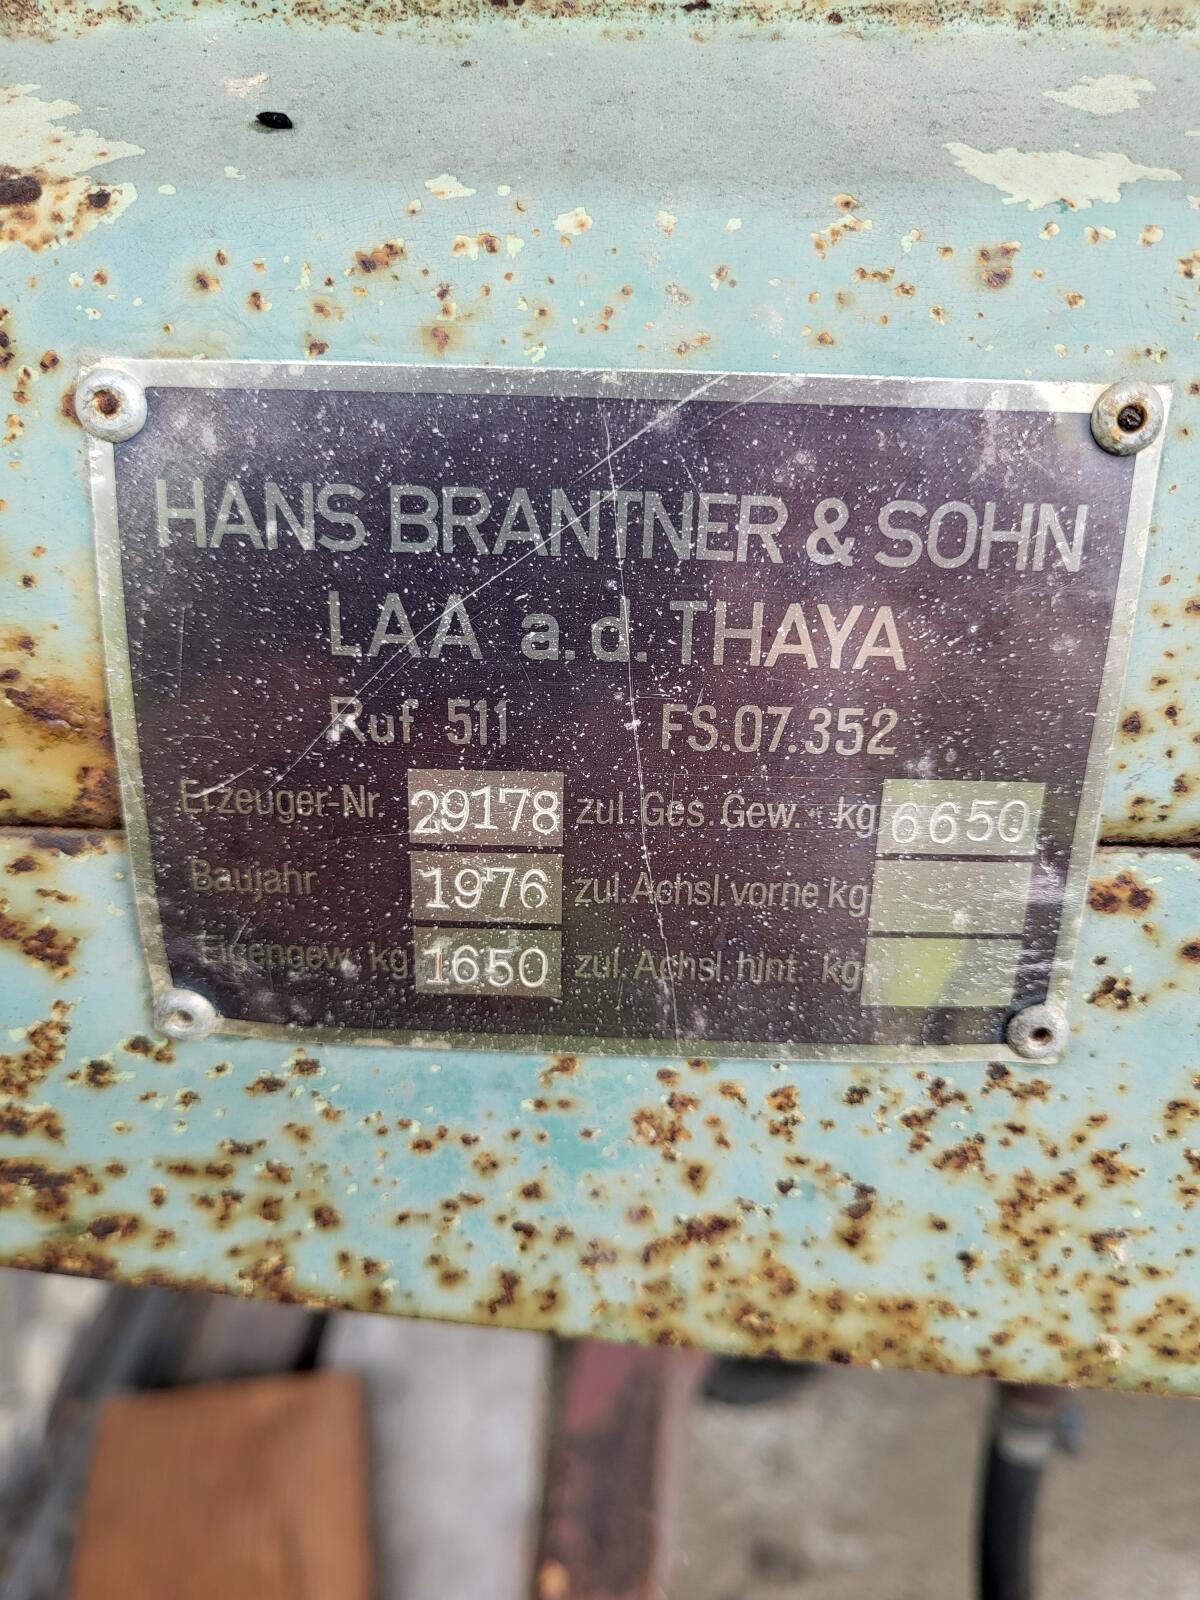 HANS BRANTNER & SOHN
LAA a.d. THAYA
Ruf 511 FS.07.352
Erzeuger-Nr. 29178 zul.Ges.Gew. kg 6650
Baujahr 1976 zul.Achsl.vorne kg
Eigengew. kg 1650 zul.Achsl.hint. kg